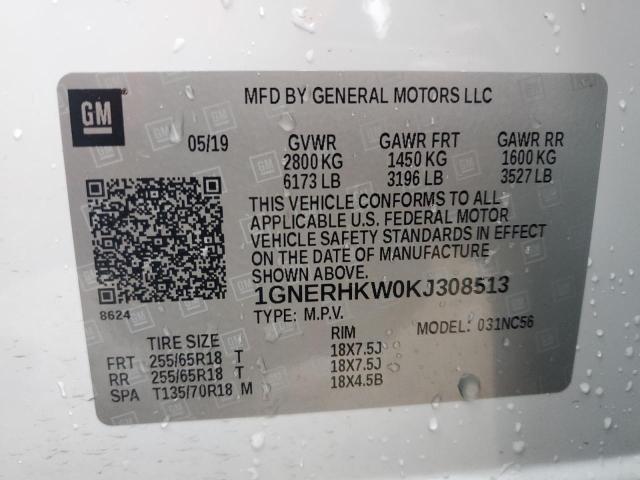 GM
MFD BY GENERAL MOTORS LLC
05/19 GVWR GAWR FRT GAWR RR
2800 KG 1450 KG 1600 KG
6173 LB 3196 LB 3527 LB
THIS VEHICLE CONFORMS TO ALL
APPLICABLE U.S. FEDERAL MOTOR
VEHICLE SAFETY STANDARDS IN EFFECT
ON THE DATE OF MANUFACTURE
SHOWN ABOVE.
1GNERHKW0KJ308513
8624
TYPE: M.P.V. MODEL: 031NC56
TIRE SIZE RIM
FRT 255/65R18 T 18X7.5J
RR 255/65R18 T 18X7.5J
SPA T135/70R18 M 18X4.5B